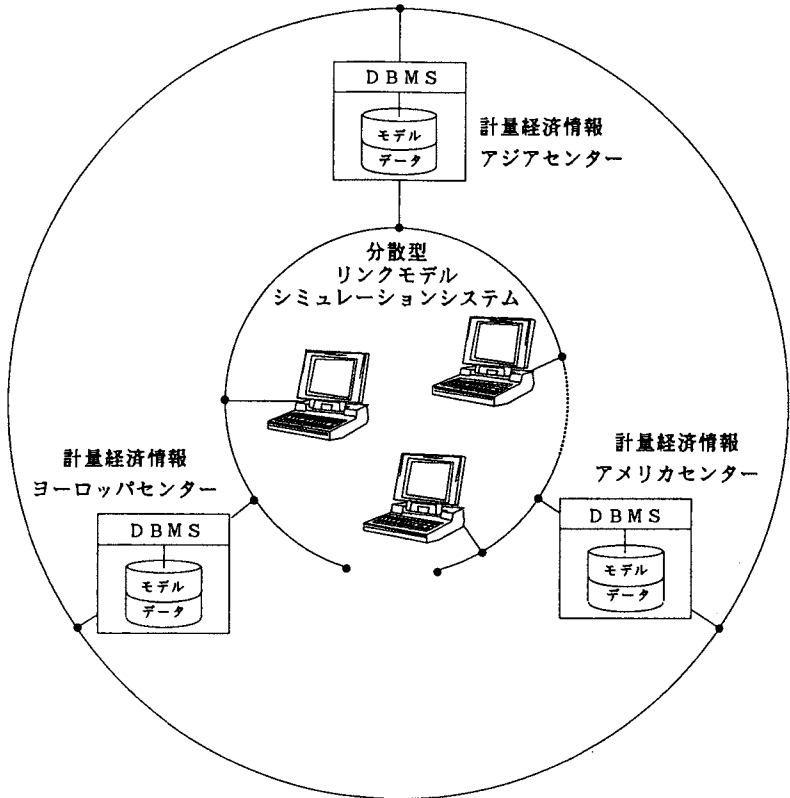 DBMS
モデル
データ
計量経済情報
アジアセンター
分散型
リンクモデル
シミュレーションシステム
計量経済情報
ヨーロッパセンター
DBMS
モデル
データ
計量経済情報
アメリカセンター
DBMS
モデル
データ